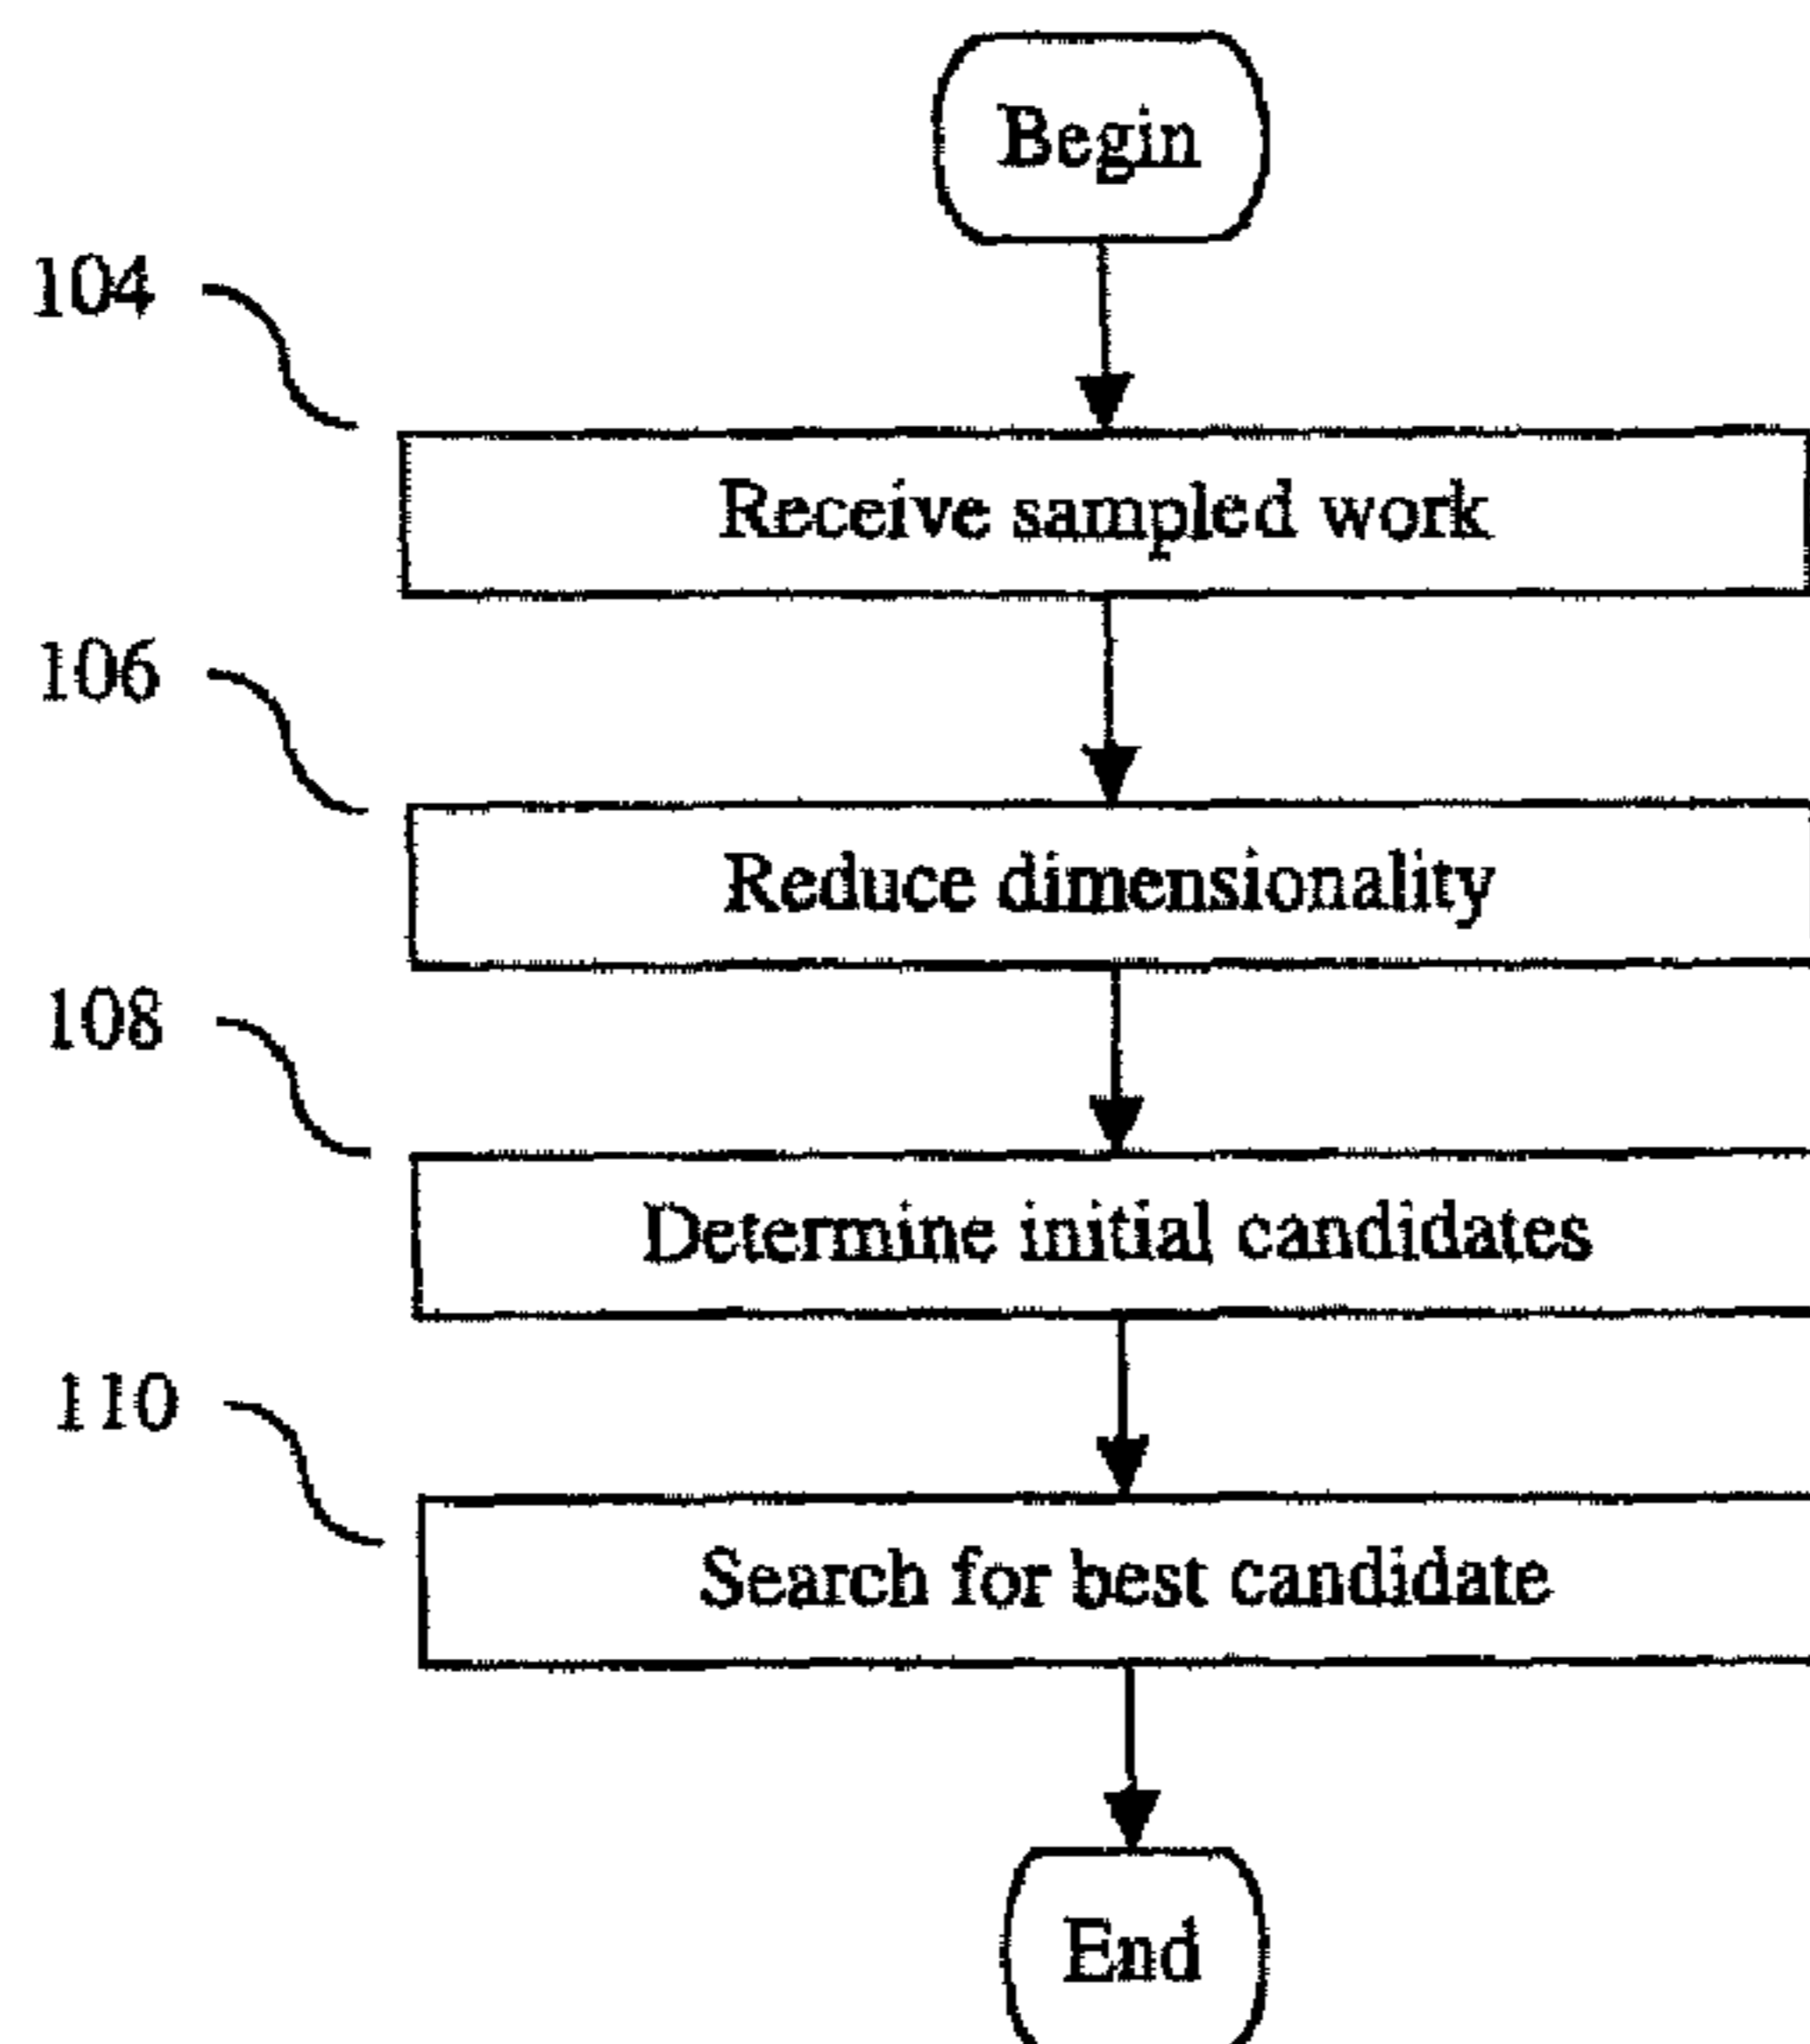 Begin
104
Receive sampled work
106
Reduce dimensionality
108
Determine initial candidates
110
Search for best candidate
End